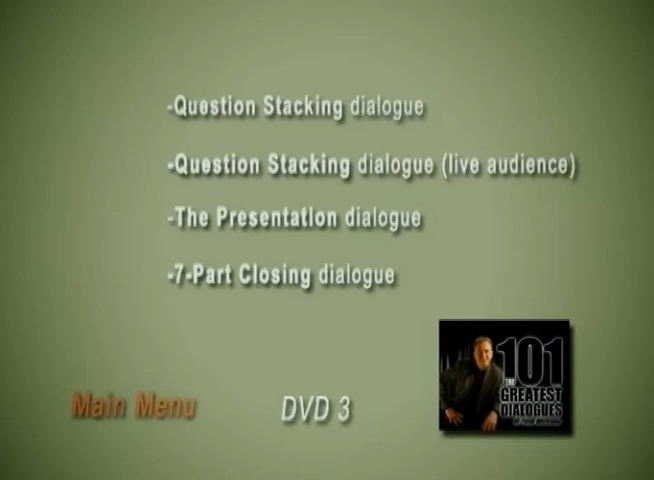 -Question Stacking dialogue
-Question Stacking dialogue (live audience)
-The Presentation dialogue
-7-Part Closing dialogue
Main Menu
DVD 3
101
THE
GREATEST
DIALOGUES